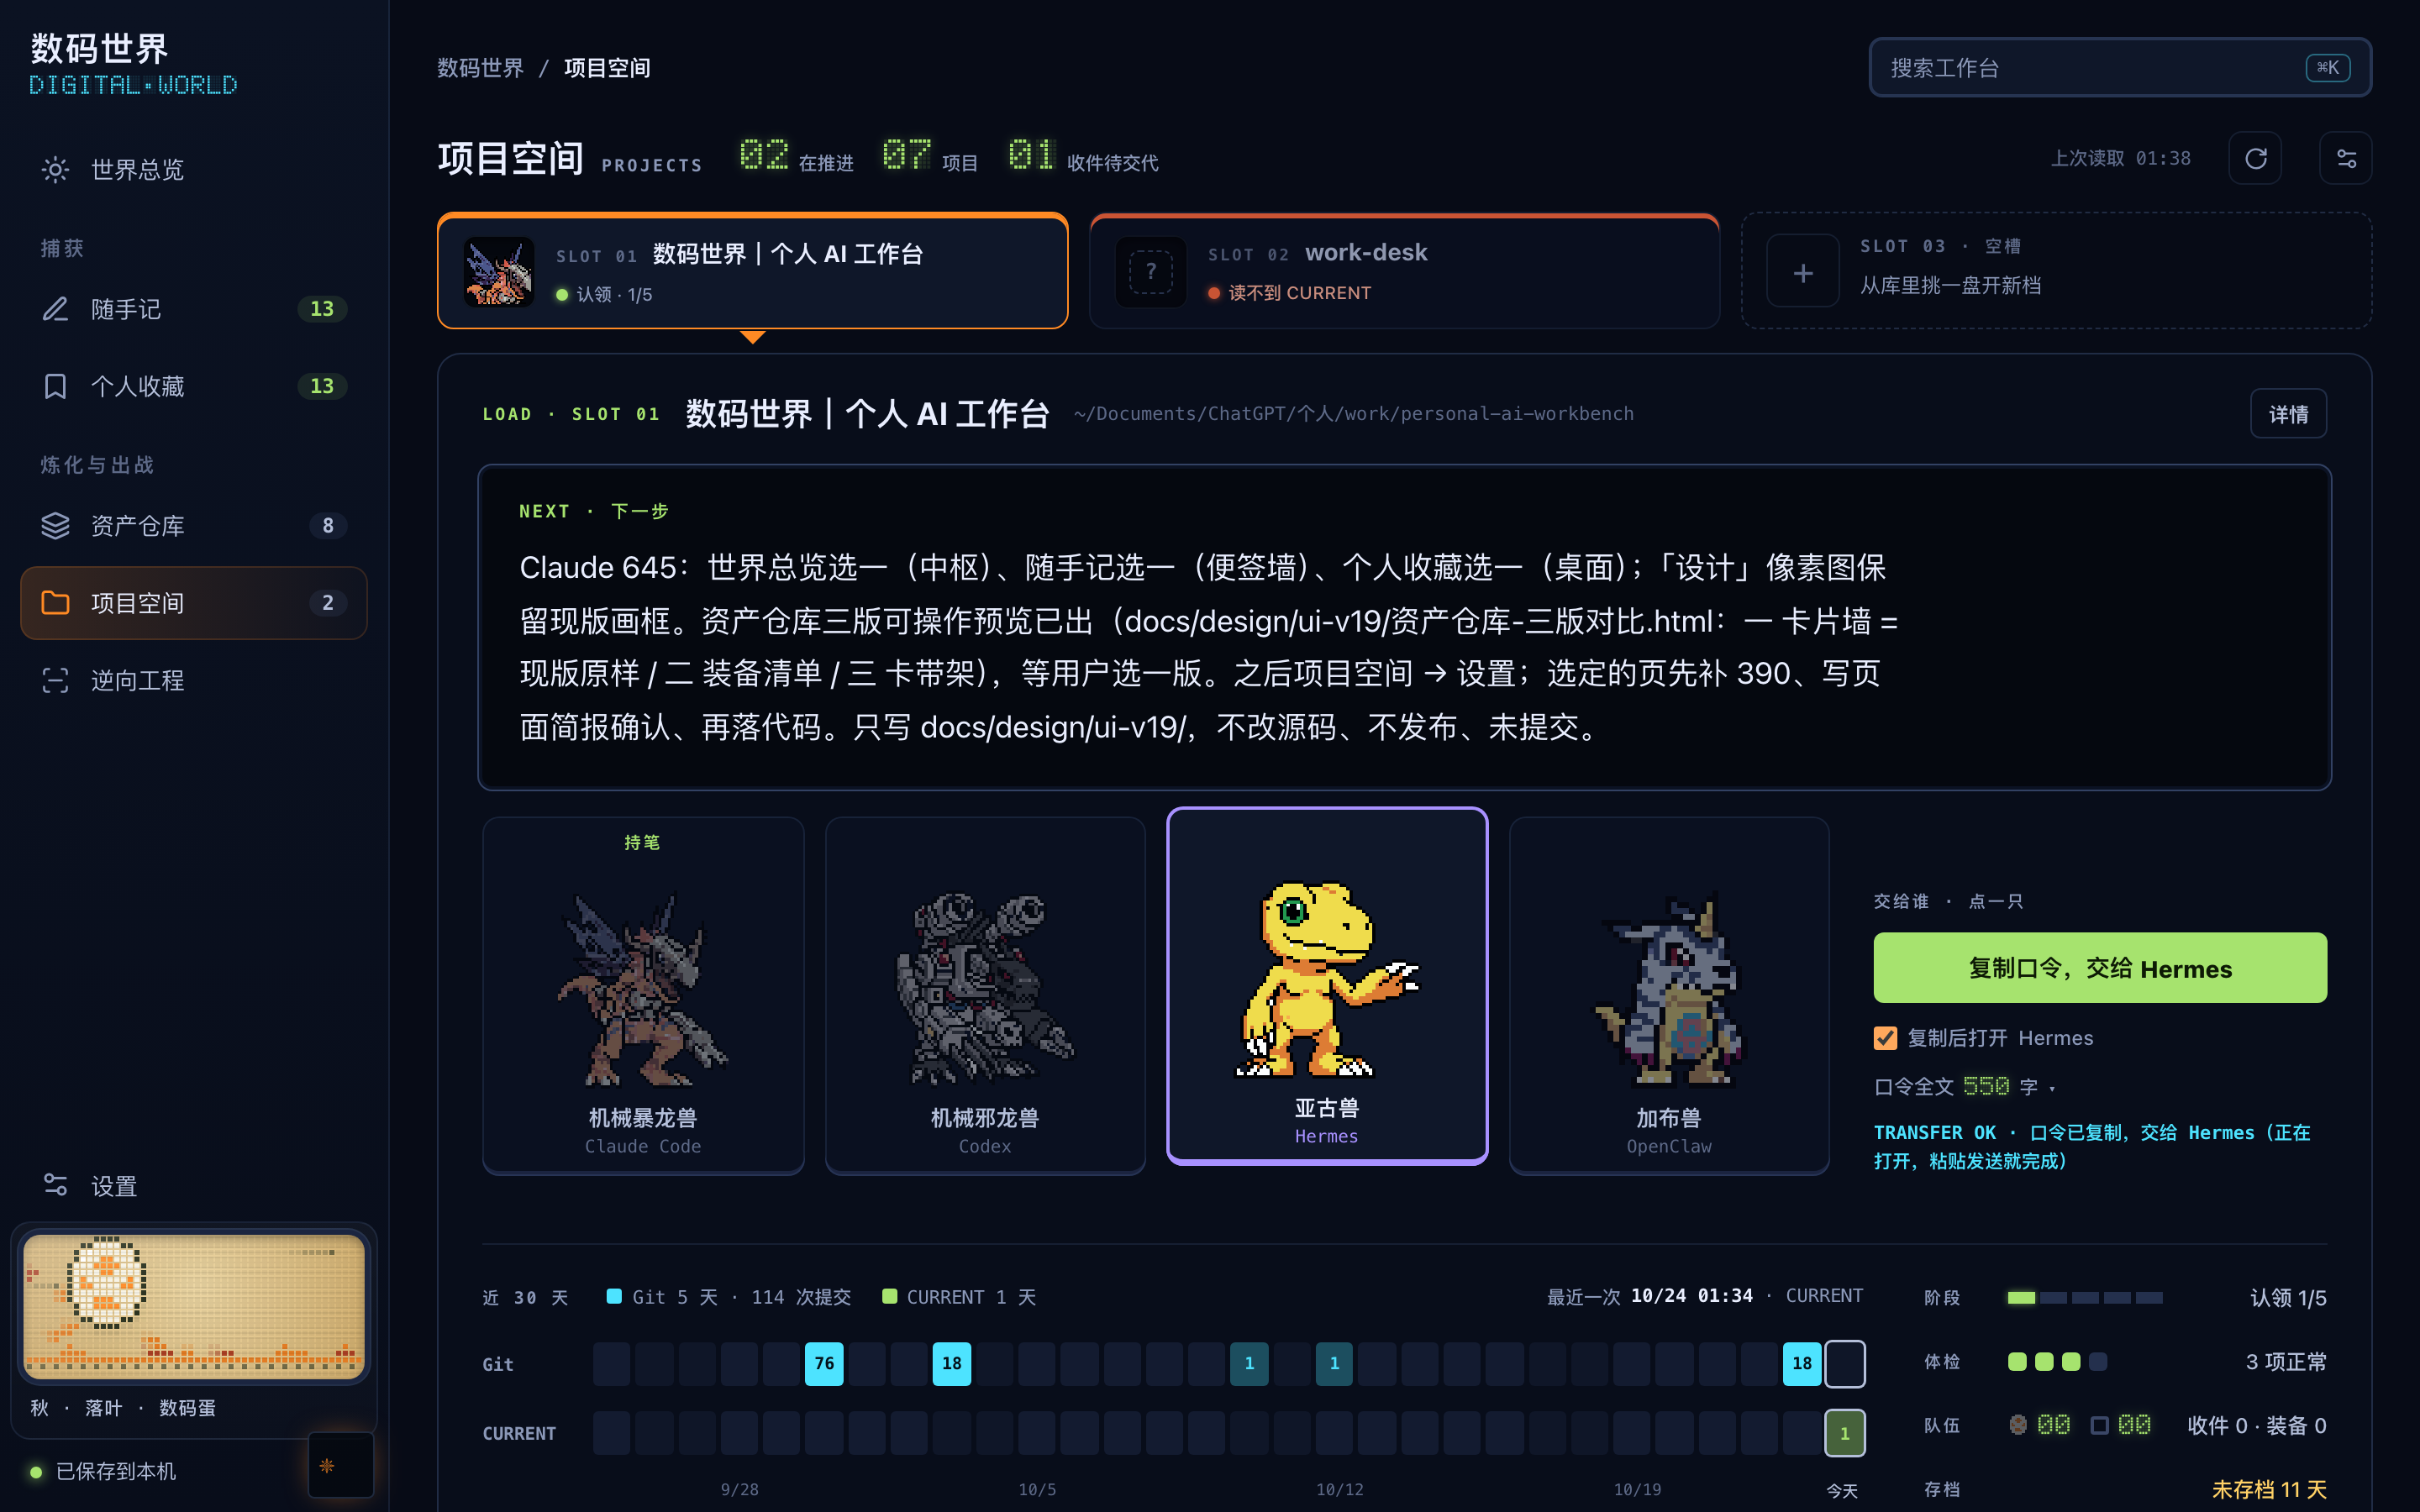 数码世界
DIGITAL·WORLD
世界总览
捕获
随手记 13
个人收藏 13
炼化与出战
资产仓库 8
项目空间 2
逆向工程
设置
秋 · 落叶 · 数码蛋
已保存到本机
数码世界 / 项目空间
搜索工作台 ⌘K
项目空间 PROJECTS 02 在推进 07 项目 01 收件待交代
上次读取 01:38
SLOT 01 数码世界｜个人 AI 工作台
认领 · 1/5
?
SLOT 02 work-desk
读不到 CURRENT
+
SLOT 03 · 空槽
从库里挑一盘开新档
LOAD · SLOT 01 数码世界｜个人 AI 工作台 ~/Documents/ChatGPT/个人/work/personal-ai-workbench
详情
NEXT · 下一步
Claude 645：世界总览选一（中枢）、随手记选一（便签墙）、个人收藏选一（桌面）；「设计」像素图保
留现版画框。资产仓库三版可操作预览已出（docs/design/ui-v19/资产仓库-三版对比.html：一 卡片墙 =
现版原样 / 二 装备清单 / 三 卡带架），等用户选一版。之后项目空间 → 设置；选定的页先补 390、写页
面简报确认、再落代码。只写 docs/design/ui-v19/，不改源码、不发布、未提交。
持笔
机械暴龙兽
Claude Code
机械邪龙兽
Codex
亚古兽
Hermes
加布兽
OpenClaw
交给谁 · 点一只
复制口令，交给 Hermes
复制后打开 Hermes
口令全文 550 字 ▾
TRANSFER OK · 口令已复制，交给 Hermes（正在
打开，粘贴发送就完成）
近 30 天 Git 5 天 · 114 次提交 CURRENT 1 天
最近一次 10/24 01:34 · CURRENT
Git 76 18 1 1 18
CURRENT 1
9/28 10/5 10/12 10/19 今天
阶段 认领 1/5
体检 3 项正常
队伍 00 00 收件 0 · 装备 0
存档 未存档 11 天